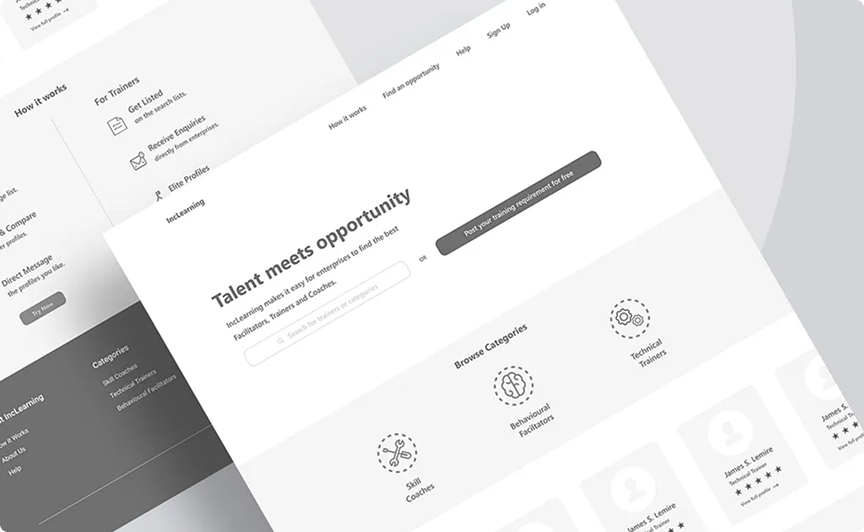 Technical Trainer
★ ★ ★ ★ ★
View full profile →
How it works
For Trainers
Get Listed
on the search lists.
Receive Enquiries
directly from enterprises.
Elite Profiles
& Compare
profiles.
Direct Message
the profiles you like.
Try Now
IncLearning
How it works
About Us
Help
Categories
Skill Coaches
Technical Trainers
Behavioural Facilitators
IncLearning
How it works
Find an opportunity
Help
Sign Up
Log in
Talent meets opportunity
IncLearning makes it easy for enterprises to find the best
Facilitators, Trainers and Coaches.
Search for trainers or categories
OR
Post your training requirement for free
Browse Categories
Skill
Coaches
Behavioural
Facilitators
Technical
Trainers
James S. Lemire
James S. Lemire
Technical Trainer
★ ★ ★ ★ ★
View full profile →
James S.
Technical
★ ★ ★
View full